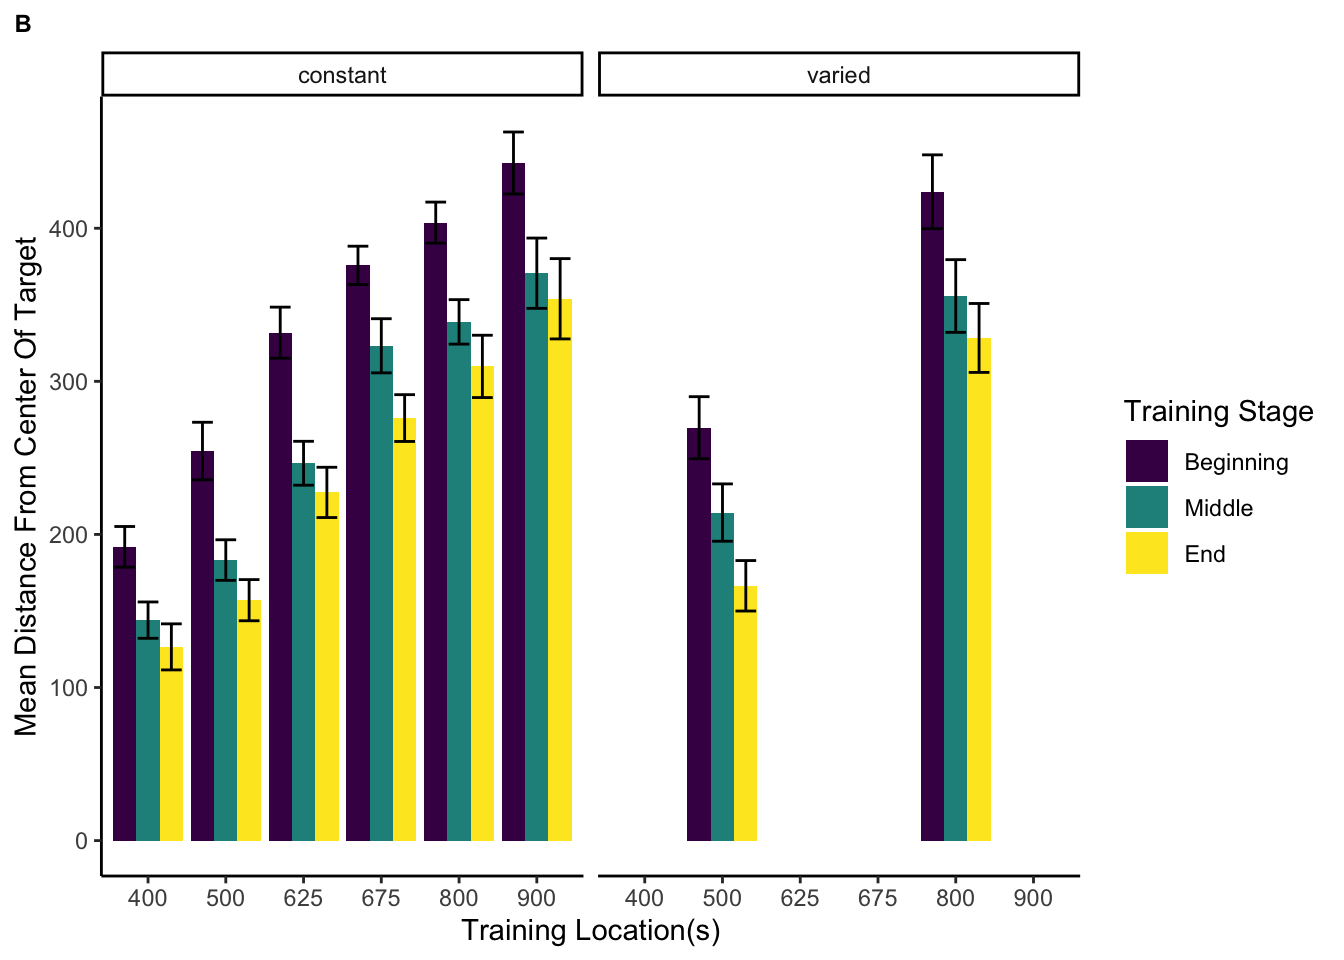 B
constant
varied
Mean Distance From Center Of Target
400
300
200
100
0
400 500 625 675 800 900
400 500 625 675 800 900
Training Location(s)
Training Stage
Beginning
Middle
End